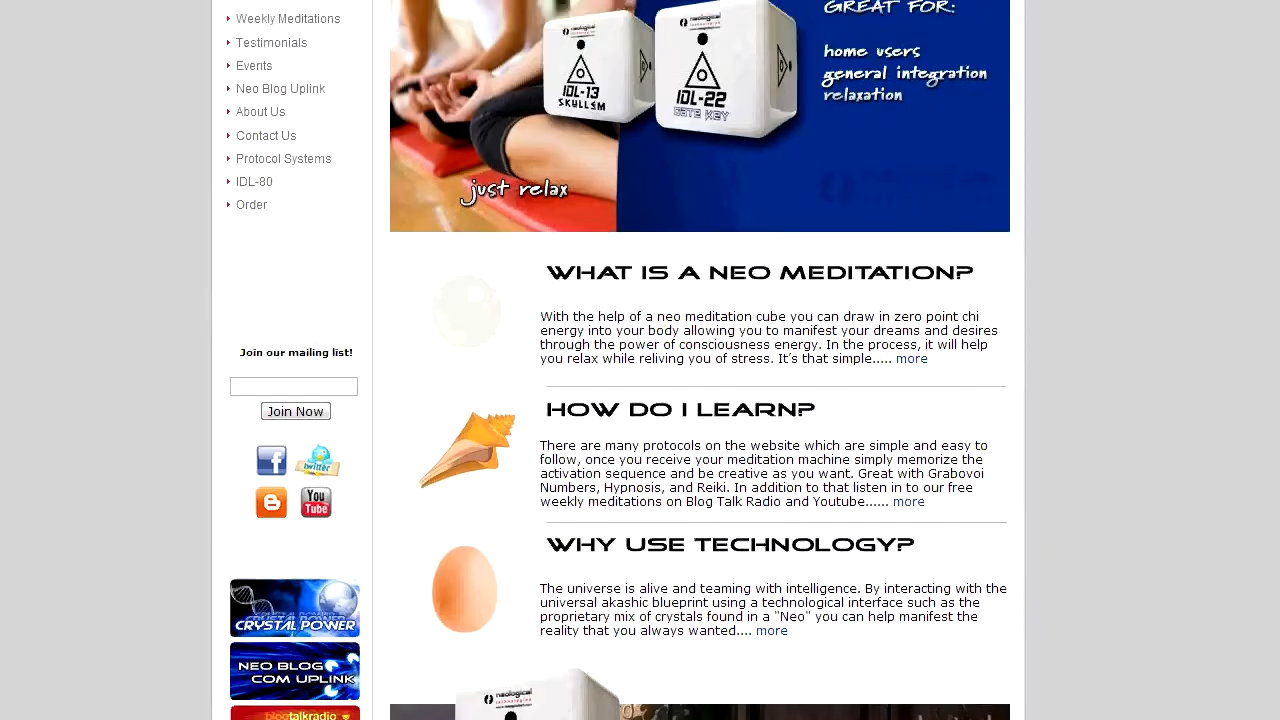 Weekly Meditations
Testimonials
Events
Neo Blog Uplink
About Us
Contact Us
Protocol Systems
IDL-80
Order
Join our mailing list!
Join Now
twitter
You
Tube
CRYSTAL POWER
NEO BLOG
COM UPLINK
blogtalkradio
GREAT FOR:
home users
general integration
relaxation
neological
technologies
IDL-13
SKULLSM
neological
technologies
IDL-22
GATE KEY
just relax
WHAT IS A NEO MEDITATION?
With the help of a neo meditation cube you can draw in zero point chi
energy into your body allowing you to manifest your dreams and desires
through the power of consciousness energy. In the process, it will help
you relax while reliving you of stress. It's that simple..... more
HOW DO I LEARN?
There are many protocols on the website which are simple and easy to
follow, once you receive your meditation machine simply memorize the
activation sequence and be creative as you want. Great with Grabovoi
Numbers, Hypnosis, and Reiki. In addition to that listen in to our free
weekly meditations on Blog Talk Radio and Youtube...... more
WHY USE TECHNOLOGY?
The universe is alive and teaming with intelligence. By interacting with the
universal akashic blueprint using a technological interface such as the
proprietary mix of crystals found in a "Neo" you can help manifest the
reality that you always wanted.... more
neological
technologies